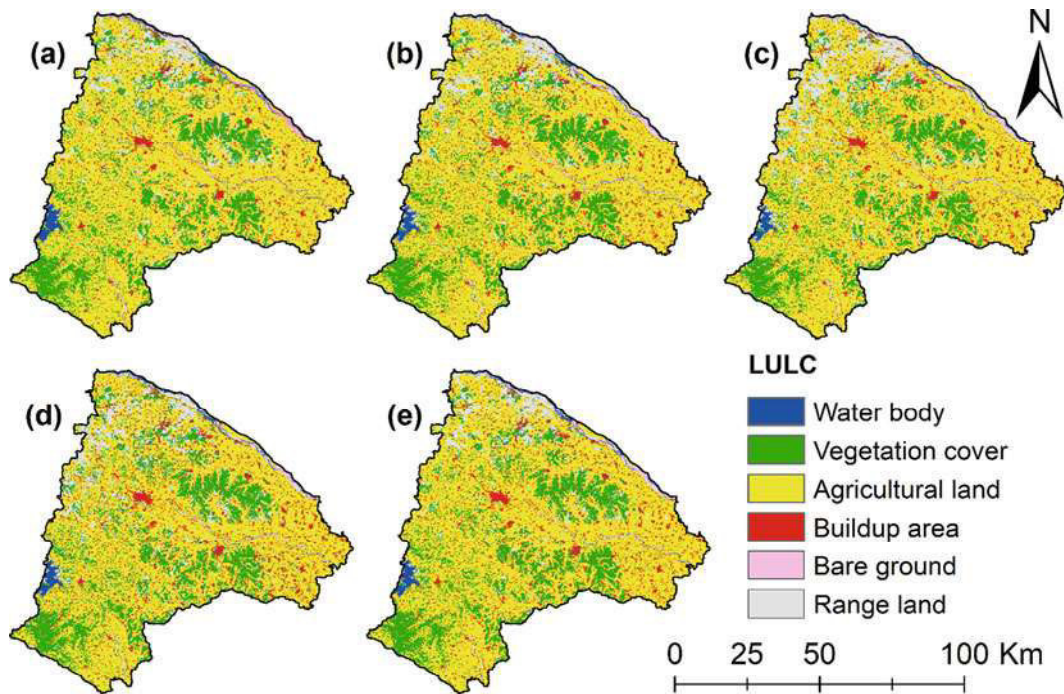 (a)
(b)
(c)
N
(d)
(e)
LULC
Water body
Vegetation cover
Agricultural land
Buildup area
Bare ground
Range land
0 25 50 100 Km